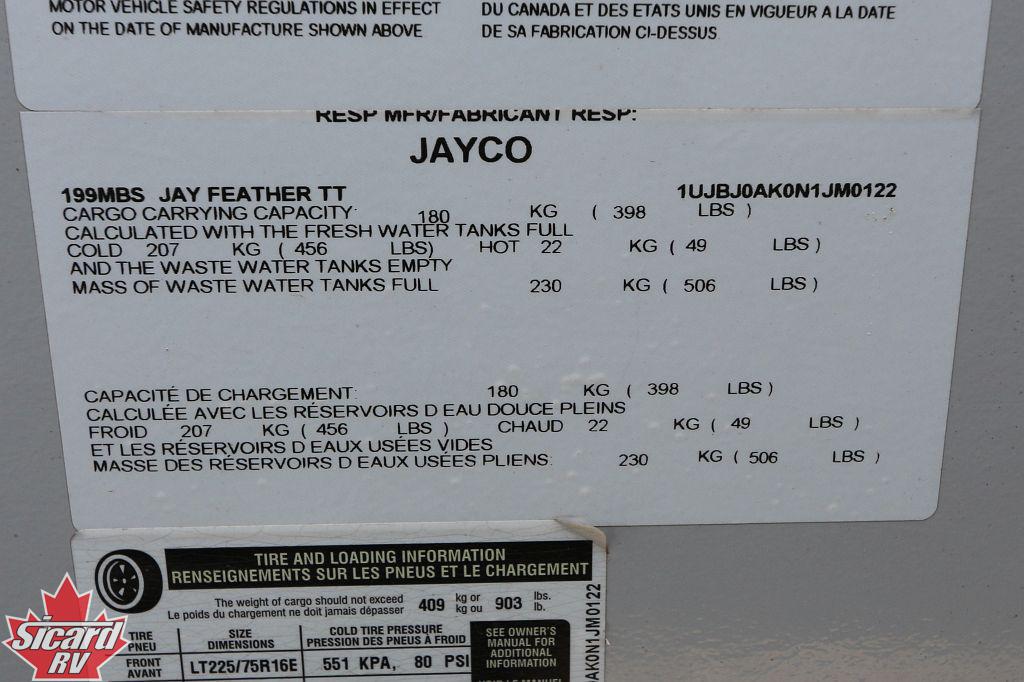 MOTOR VEHICLE SAFETY REGULATIONS IN EFFECT
ON THE DATE OF MANUFACTURE SHOWN ABOVE
DU CANADA ET DES ETATS UNIS EN VIGUEUR A LA DATE
DE SA FABRICATION CI-DESSUS
RESP MFR/FABRICANT RESP:
JAYCO
199MBS JAY FEATHER TT 1UJBJ0AK0N1JM0122
CARGO CARRYING CAPACITY: 180 KG ( 398 LBS )
CALCULATED WITH THE FRESH WATER TANKS FULL
COLD 207 KG ( 456 LBS) HOT 22 KG ( 49 LBS )
AND THE WASTE WATER TANKS EMPTY
MASS OF WASTE WATER TANKS FULL 230 KG ( 506 LBS )
CAPACITÉ DE CHARGEMENT: 180 KG ( 398 LBS )
CALCULÉE AVEC LES RÉSERVOIRS D EAU DOUCE PLEINS
FROID 207 KG ( 456 LBS ) CHAUD 22 KG ( 49 LBS )
ET LES RÉSERVOIRS D EAUX USÉES VIDES
MASSE DES RÉSERVOIRS D EAUX USÉES PLIENS: 230 KG ( 506 LBS )
TIRE AND LOADING INFORMATION
RENSEIGNEMENTS SUR LES PNEUS ET LE CHARGEMENT
The weight of cargo should not exceed 409 kg or 903 lbs.
Le poids du chargement ne doit jamais dépasser kg ou lb.
TIRE SIZE COLD TIRE PRESSURE
PNEU DIMENSIONS PRESSION DES PNEUS À FROID
FRONT
AVANT LT225/75R16E 551 KPA, 80 PSI
SEE OWNER'S
MANUAL FOR
ADDITIONAL
INFORMATION
AK0N1JM0122
Sicard
RV